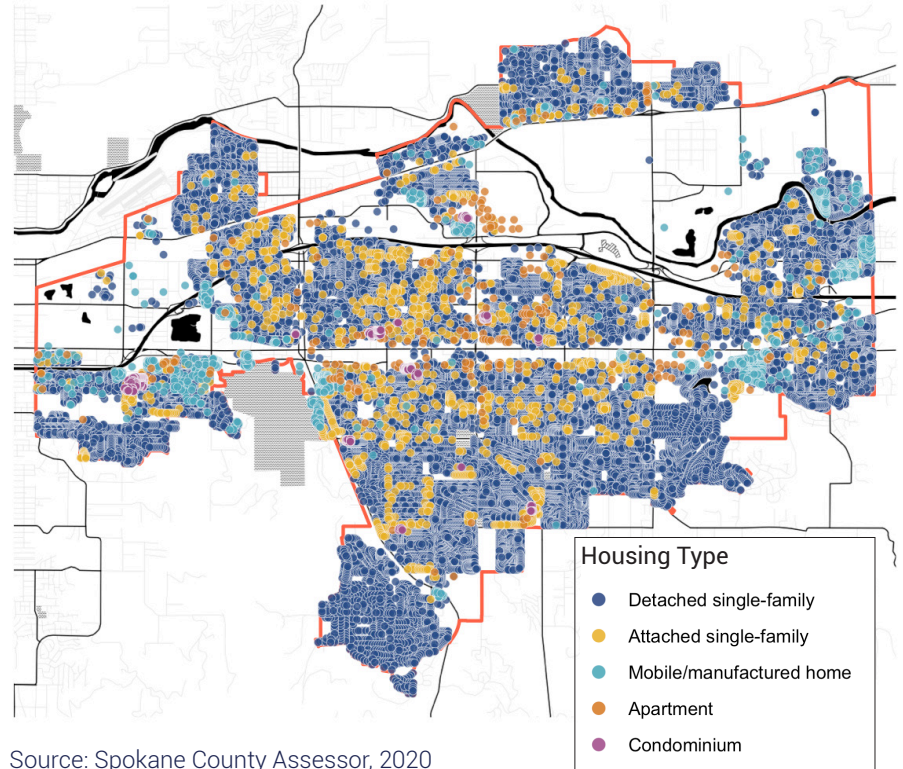 Housing Type
Detached single-family
Attached single-family
Mobile/manufactured home
Apartment
Condominium
Source: Spokane County Assessor, 2020